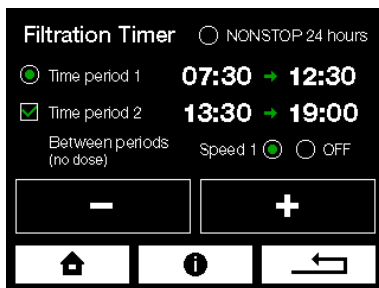 Filtration Timer NONSTOP 24 hours
Time period 1 07:30 → 12:30
Time period 2 13:30 → 19:00
Between periods Speed 1 OFF
(no dose)
− +
i